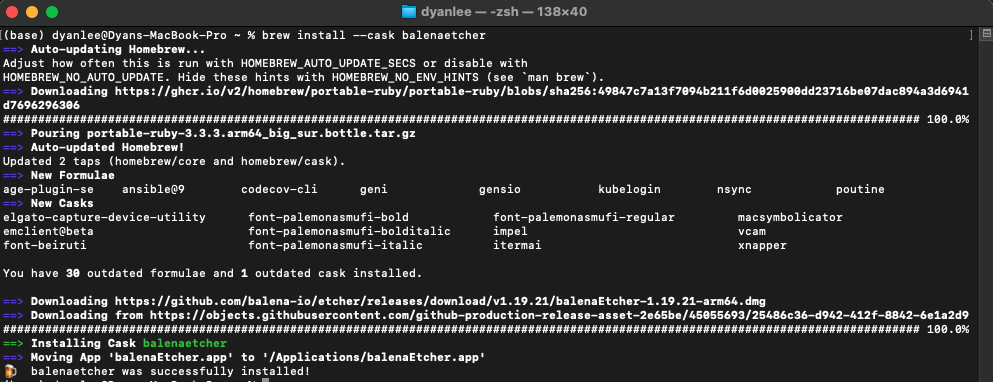 dyanlee — -zsh — 138×40
[(base) dyanlee@Dyans-MacBook-Pro ~ % brew install --cask balenaetcher ]
==> Auto-updating Homebrew...
Adjust how often this is run with HOMEBREW_AUTO_UPDATE_SECS or disable with
HOMEBREW_NO_AUTO_UPDATE. Hide these hints with HOMEBREW_NO_ENV_HINTS (see `man brew`).
==> Downloading https://ghcr.io/v2/homebrew/portable-ruby/portable-ruby/blobs/sha256:49847c7a13f7094b211f6d0025900dd23716be07dac894a3d6941
d7696296306
######################################################################################################################### 100.0%
==> Pouring portable-ruby-3.3.3.arm64_big_sur.bottle.tar.gz
==> Auto-updated Homebrew!
Updated 2 taps (homebrew/core and homebrew/cask).
==> New Formulae
age-plugin-se ansible@9 codecov-cli geni gensio kubelogin nsync poutine
==> New Casks
elgato-capture-device-utility font-palemonasmufi-bold font-palemonasmufi-regular macsymbolicator
emclient@beta font-palemonasmufi-bolditalic impel vcam
font-beiruti font-palemonasmufi-italic itermai xnapper
You have 30 outdated formulae and 1 outdated cask installed.
==> Downloading https://github.com/balena-io/etcher/releases/download/v1.19.21/balenaEtcher-1.19.21-arm64.dmg
==> Downloading from https://objects.githubusercontent.com/github-production-release-asset-2e65be/45055693/25486c36-d942-412f-8842-6e1a2d9
######################################################################################################################### 100.0%
==> Installing Cask balenaetcher
==> Moving App 'balenaEtcher.app' to '/Applications/balenaEtcher.app'
🍺 balenaetcher was successfully installed!